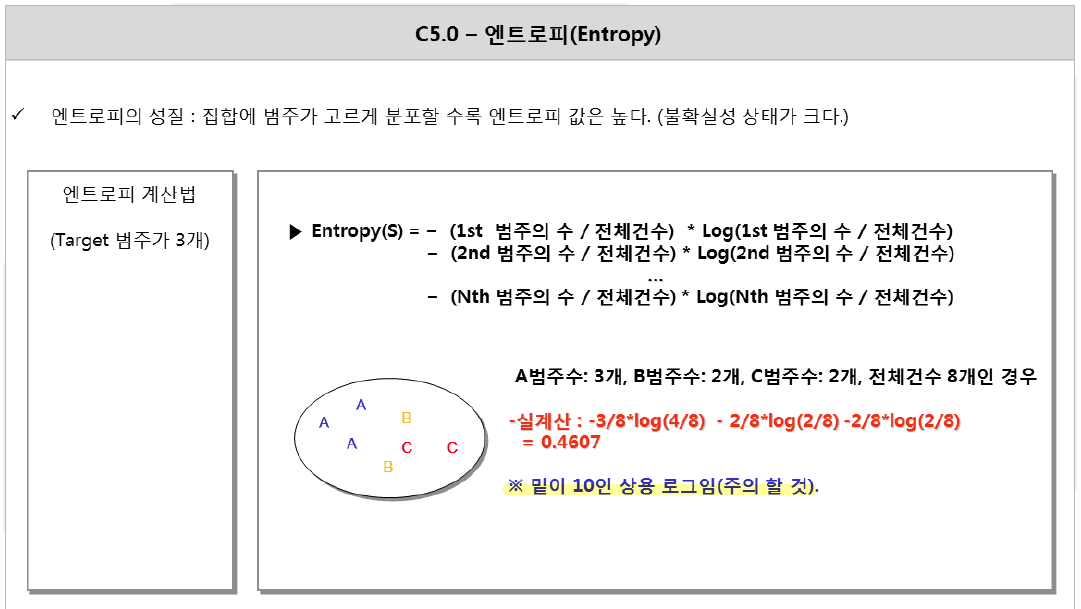 C5.0 – 엔트로피(Entropy)
✓ 엔트로피의 성질 : 집합에 범주가 고르게 분포할 수록 엔트로피 값은 높다. (불확실성 상태가 크다.)
엔트로피 계산법
(Target 범주가 3개)
▶ Entropy(S) = – (1st 범주의 수 / 전체건수) * Log(1st 범주의 수 / 전체건수)
– (2nd 범주의 수 / 전체건수) * Log(2nd 범주의 수 / 전체건수)
...
– (Nth 범주의 수 / 전체건수) * Log(Nth 범주의 수 / 전체건수)
A범주수: 3개, B범주수: 2개, C범주수: 2개, 전체건수 8개인 경우
-실계산 : -3/8*log(4/8) - 2/8*log(2/8) -2/8*log(2/8)
= 0.4607
※ 밑이 10인 상용 로그임(주의 할 것).
A
A
B
A
C
C
B